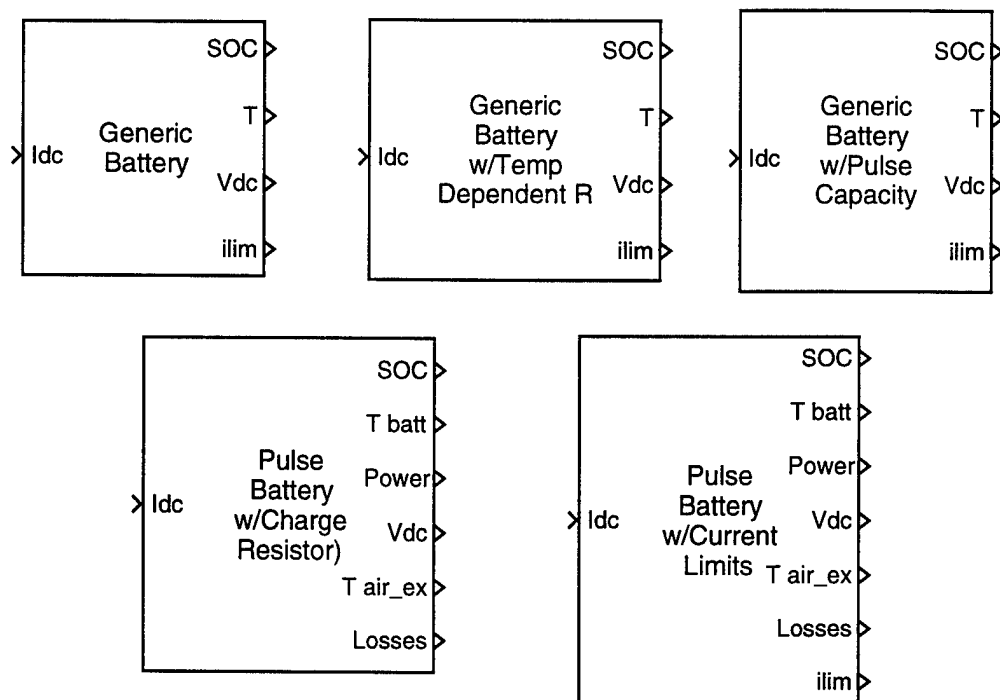 SOC
T
Idc
Generic
Battery
Vdc
ilim
SOC
T
Idc
Generic
Battery
w/Temp
Dependent R
Vdc
ilim
SOC
T
Idc
Generic
Battery
w/Pulse
Capacity
Vdc
ilim
SOC
T batt
Power
Idc
Pulse
Battery
w/Charge
Resistor)
Vdc
T air_ex
Losses
SOC
T batt
Power
Idc
Pulse
Battery
w/Current
Limits
Vdc
T air_ex
Losses
ilim